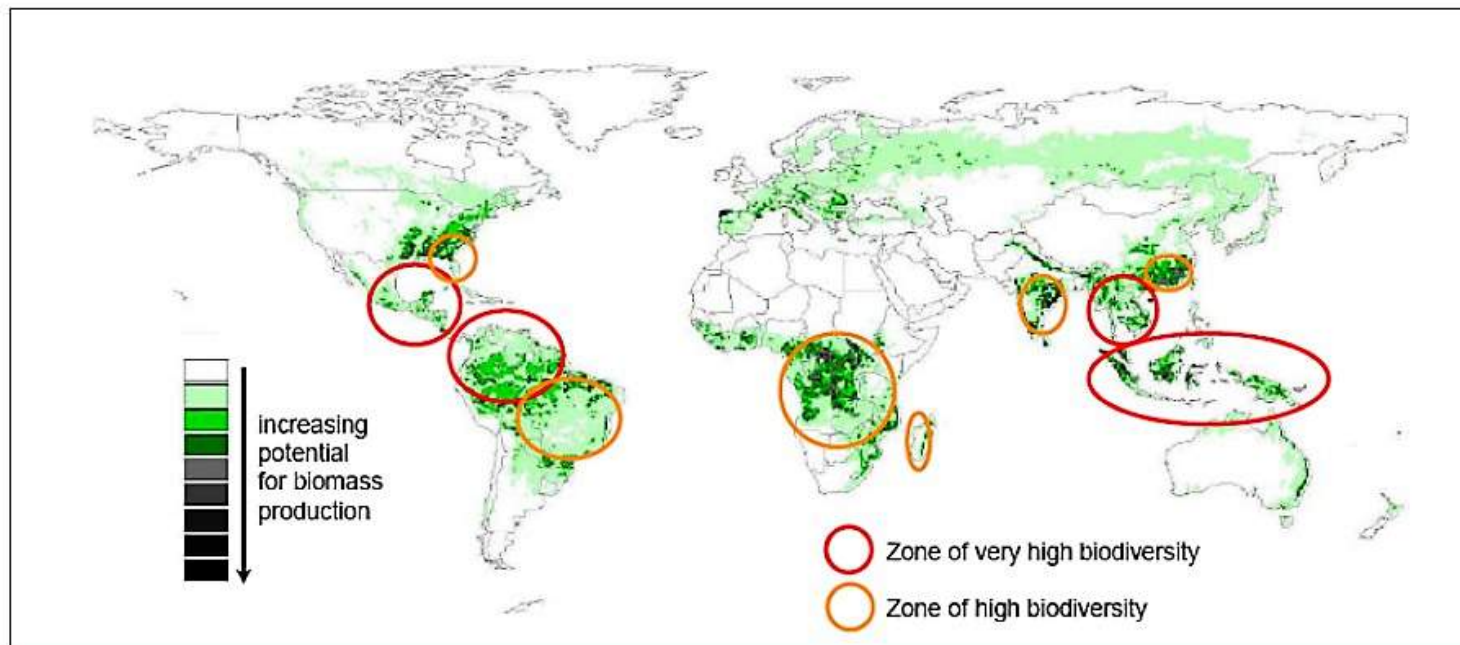 increasing
potential
for biomass
production
Zone of very high biodiversity
Zone of high biodiversity